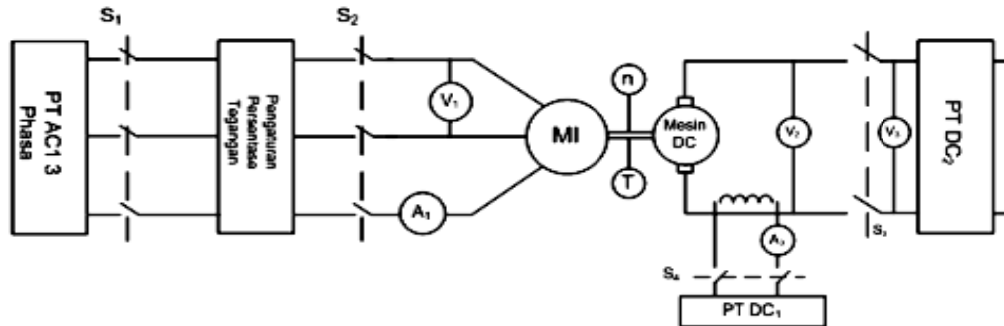 S₁
S₂
PT AC1 3
Phasa
Pengaturan
Persentase
Tegangan
V₁
A₁
MI
n
T
Mesin
DC
V₂
V₃
S₃
PT DC₂
A₂
S₄
PT DC₁